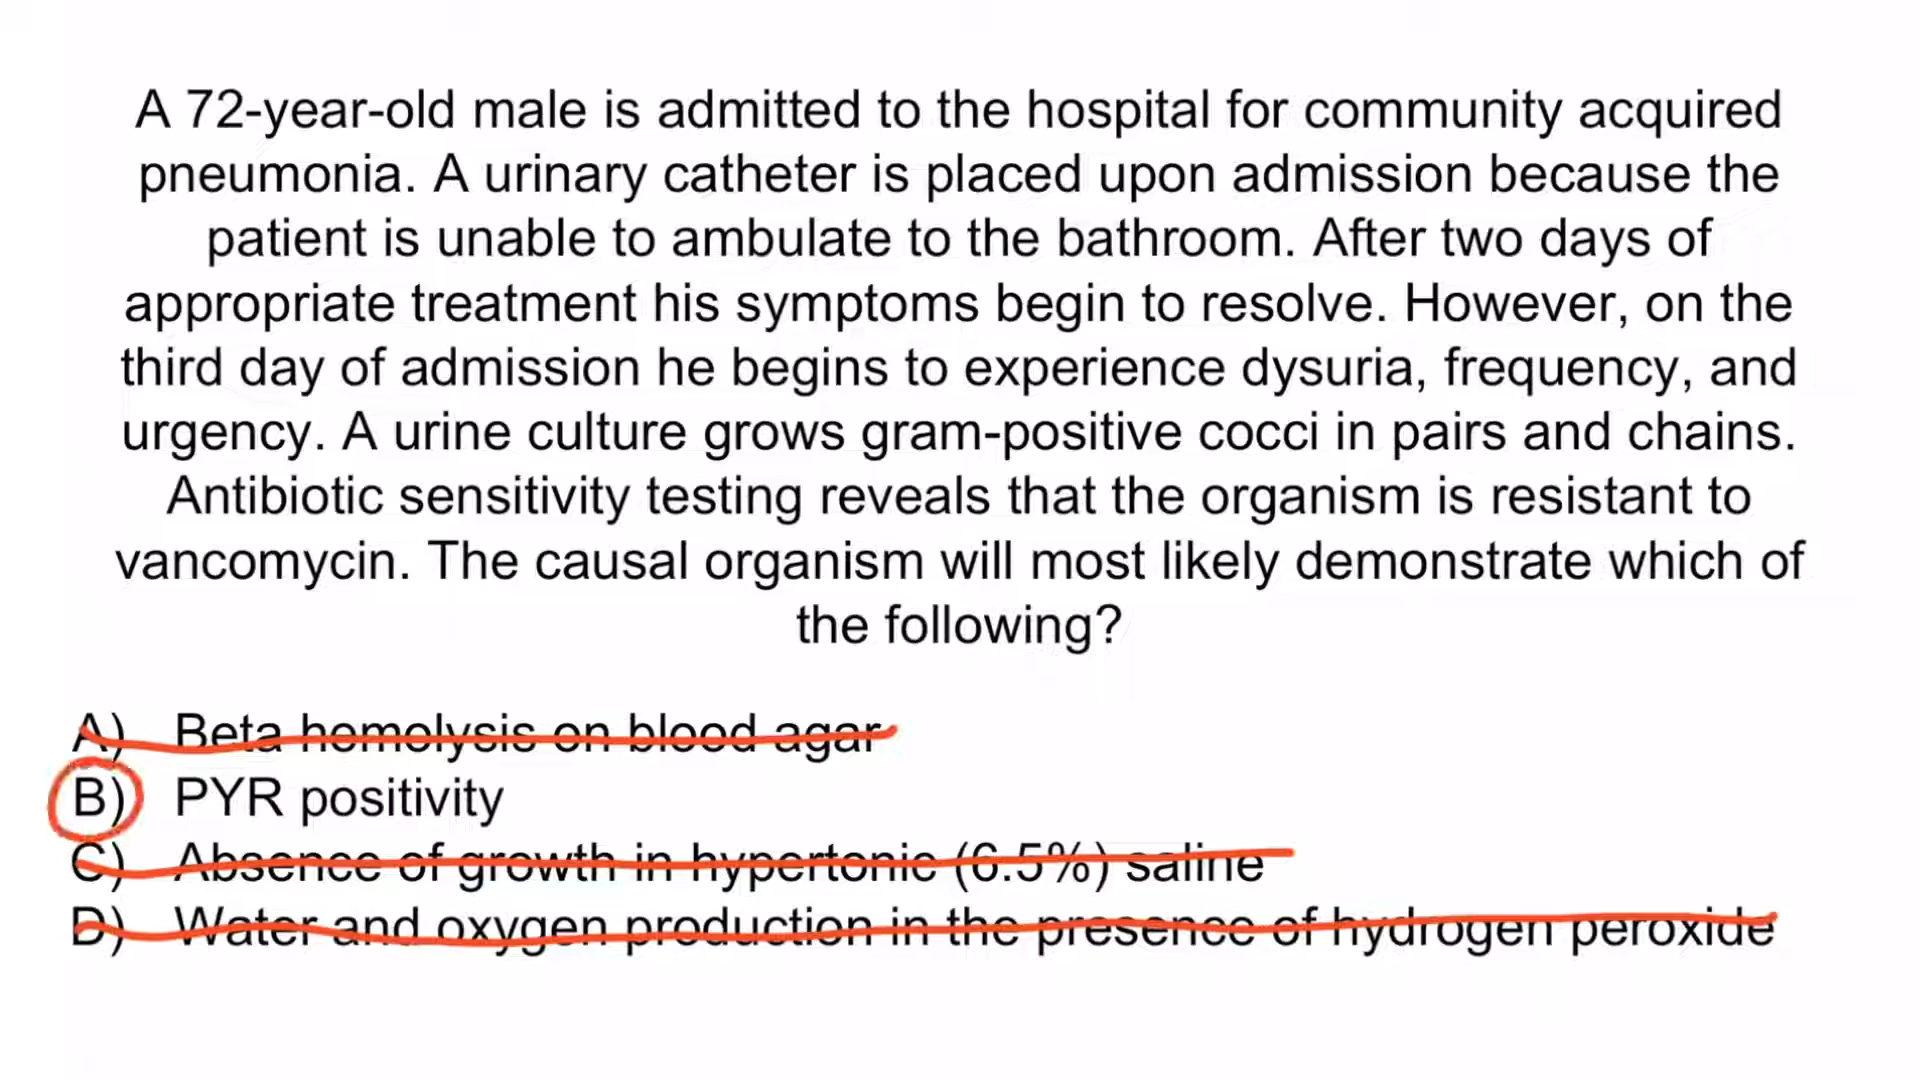 A 72-year-old male is admitted to the hospital for community acquired
pneumonia. A urinary catheter is placed upon admission because the
patient is unable to ambulate to the bathroom. After two days of
appropriate treatment his symptoms begin to resolve. However, on the
third day of admission he begins to experience dysuria, frequency, and
urgency. A urine culture grows gram-positive cocci in pairs and chains.
Antibiotic sensitivity testing reveals that the organism is resistant to
vancomycin. The causal organism will most likely demonstrate which of
the following?
A) Beta hemolysis on blood agar
B) PYR positivity
C) Absence of growth in hypertonic (6.5%) saline
D) Water and oxygen production in the presence of hydrogen peroxide